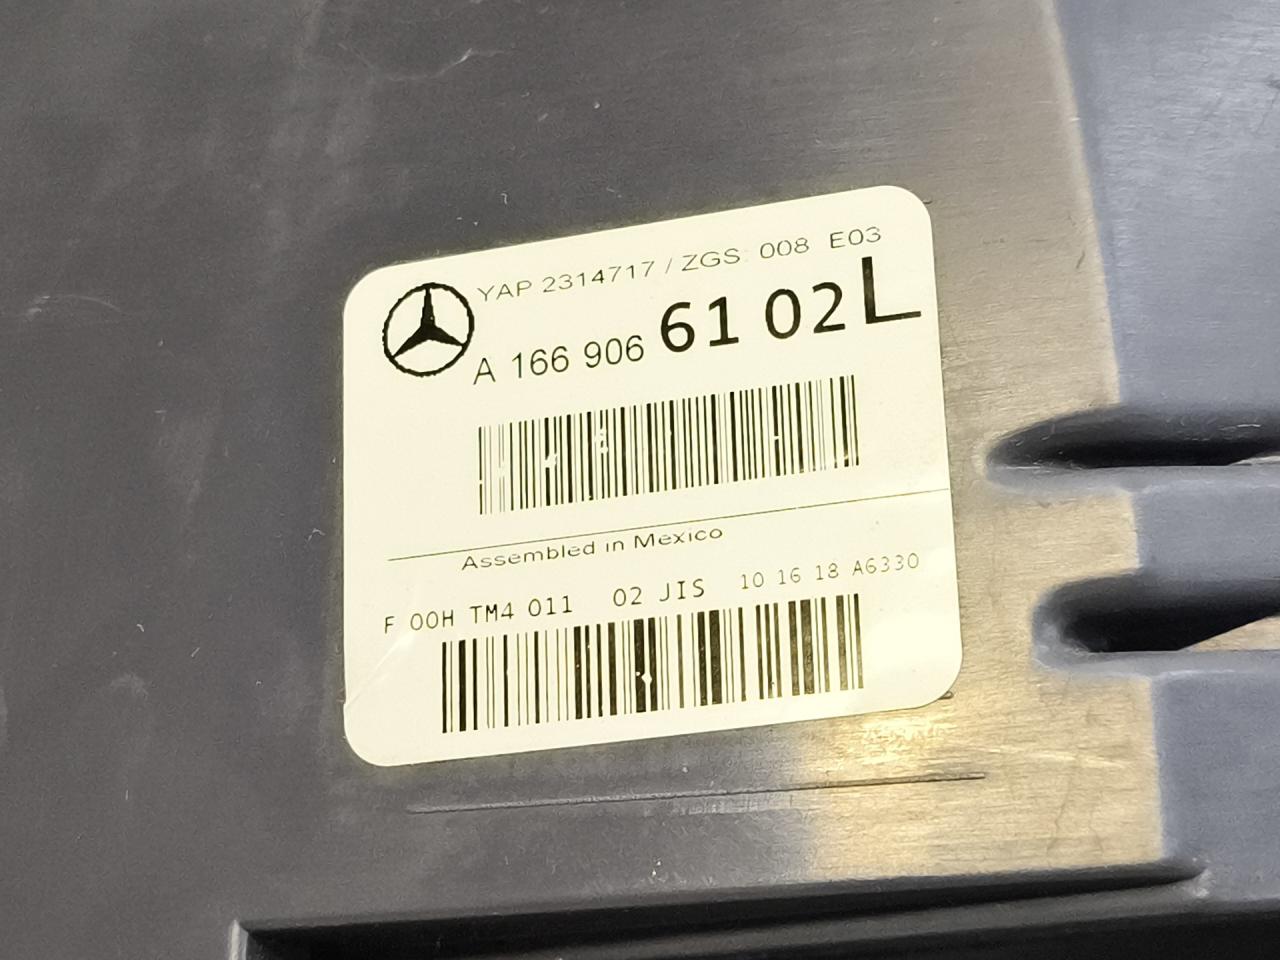 YAP 2314717 / ZGS: 008 E03
A 166 906 61 02 L
Assembled in Mexico
F 00H TM4 011 02 JIS 10 16 18 A6330